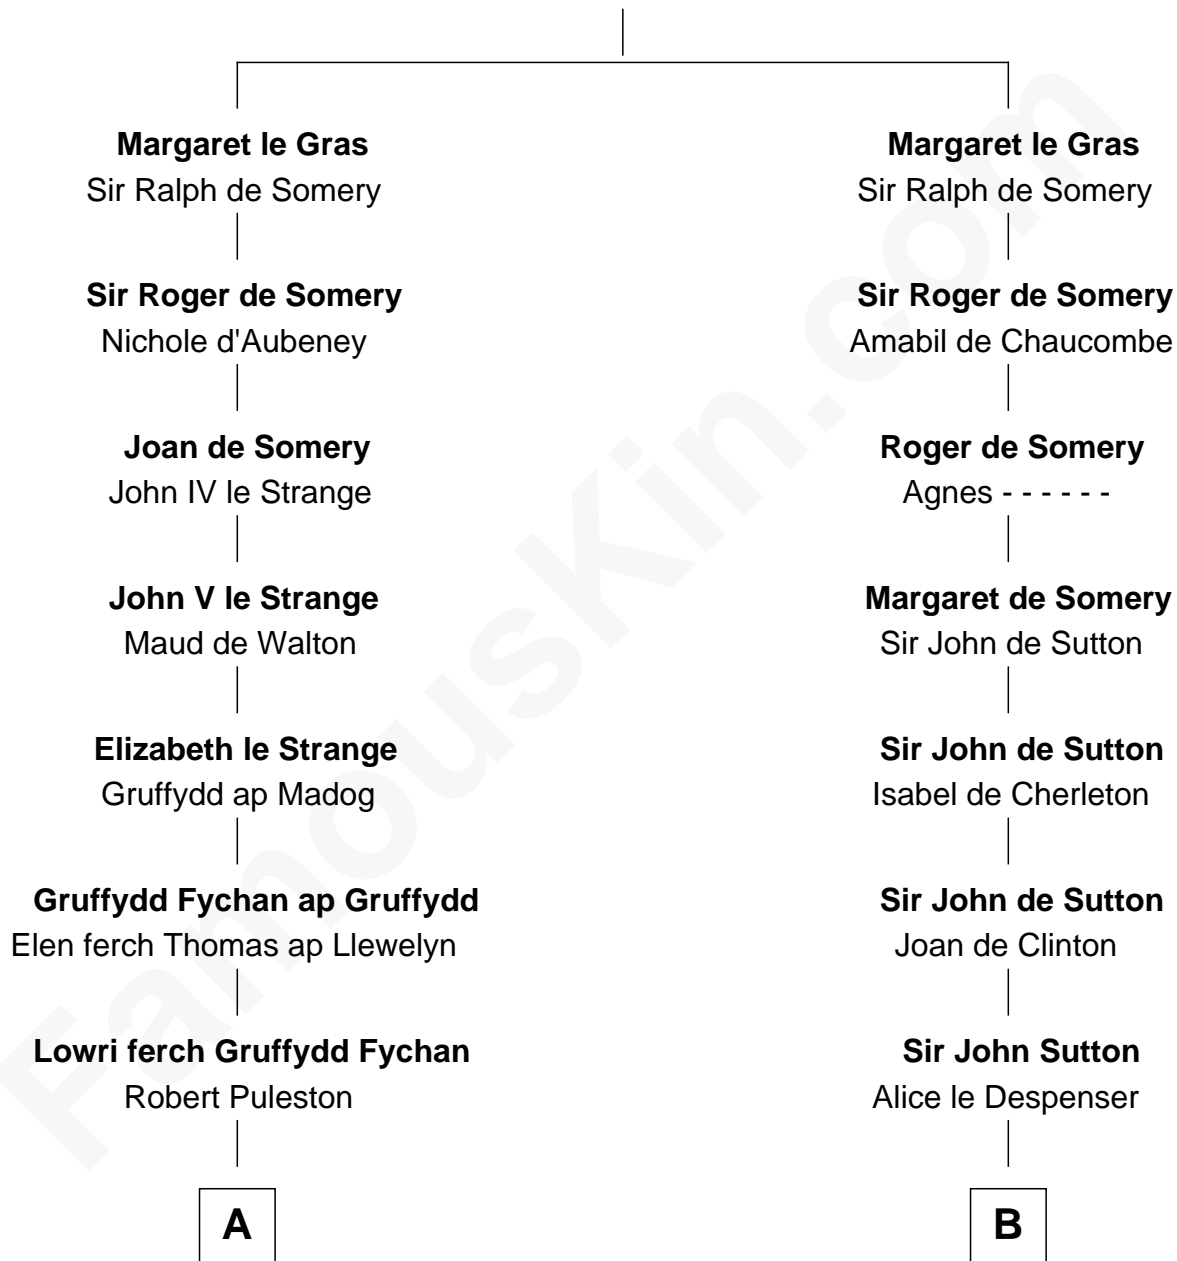 Margaret le Gras
Sir Ralph de Somery
Sir Roger de Somery
Nichole d'Aubeney
Joan de Somery
John IV le Strange
John V le Strange
Maud de Walton
Elizabeth le Strange
Gruffydd ap Madog
Gruffydd Fychan ap Gruffydd
Elen ferch Thomas ap Llewelyn
Lowri ferch Gruffydd Fychan
Robert Puleston
A
Margaret le Gras
Sir Ralph de Somery
Sir Roger de Somery
Amabil de Chaucombe
Roger de Somery
Agnes - - - - - -
Margaret de Somery
Sir John de Sutton
Sir John de Sutton
Isabel de Cherleton
Sir John de Sutton
Joan de Clinton
Sir John Sutton
Alice le Despenser
B
FamousKin.com